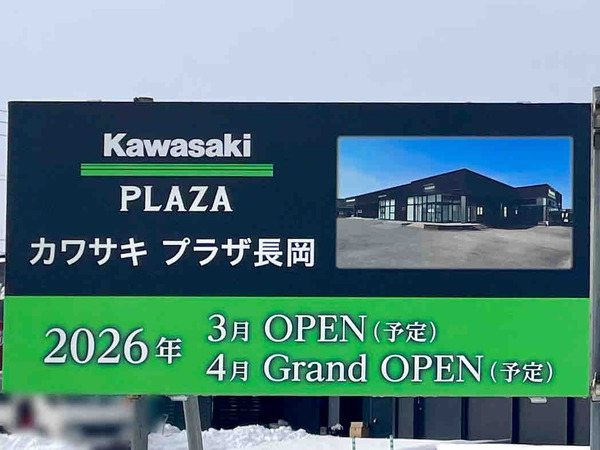 Kawasaki
PLAZA
カワサキ プラザ長岡
2026年
3月 OPEN(予定)
4月 Grand OPEN(予定)